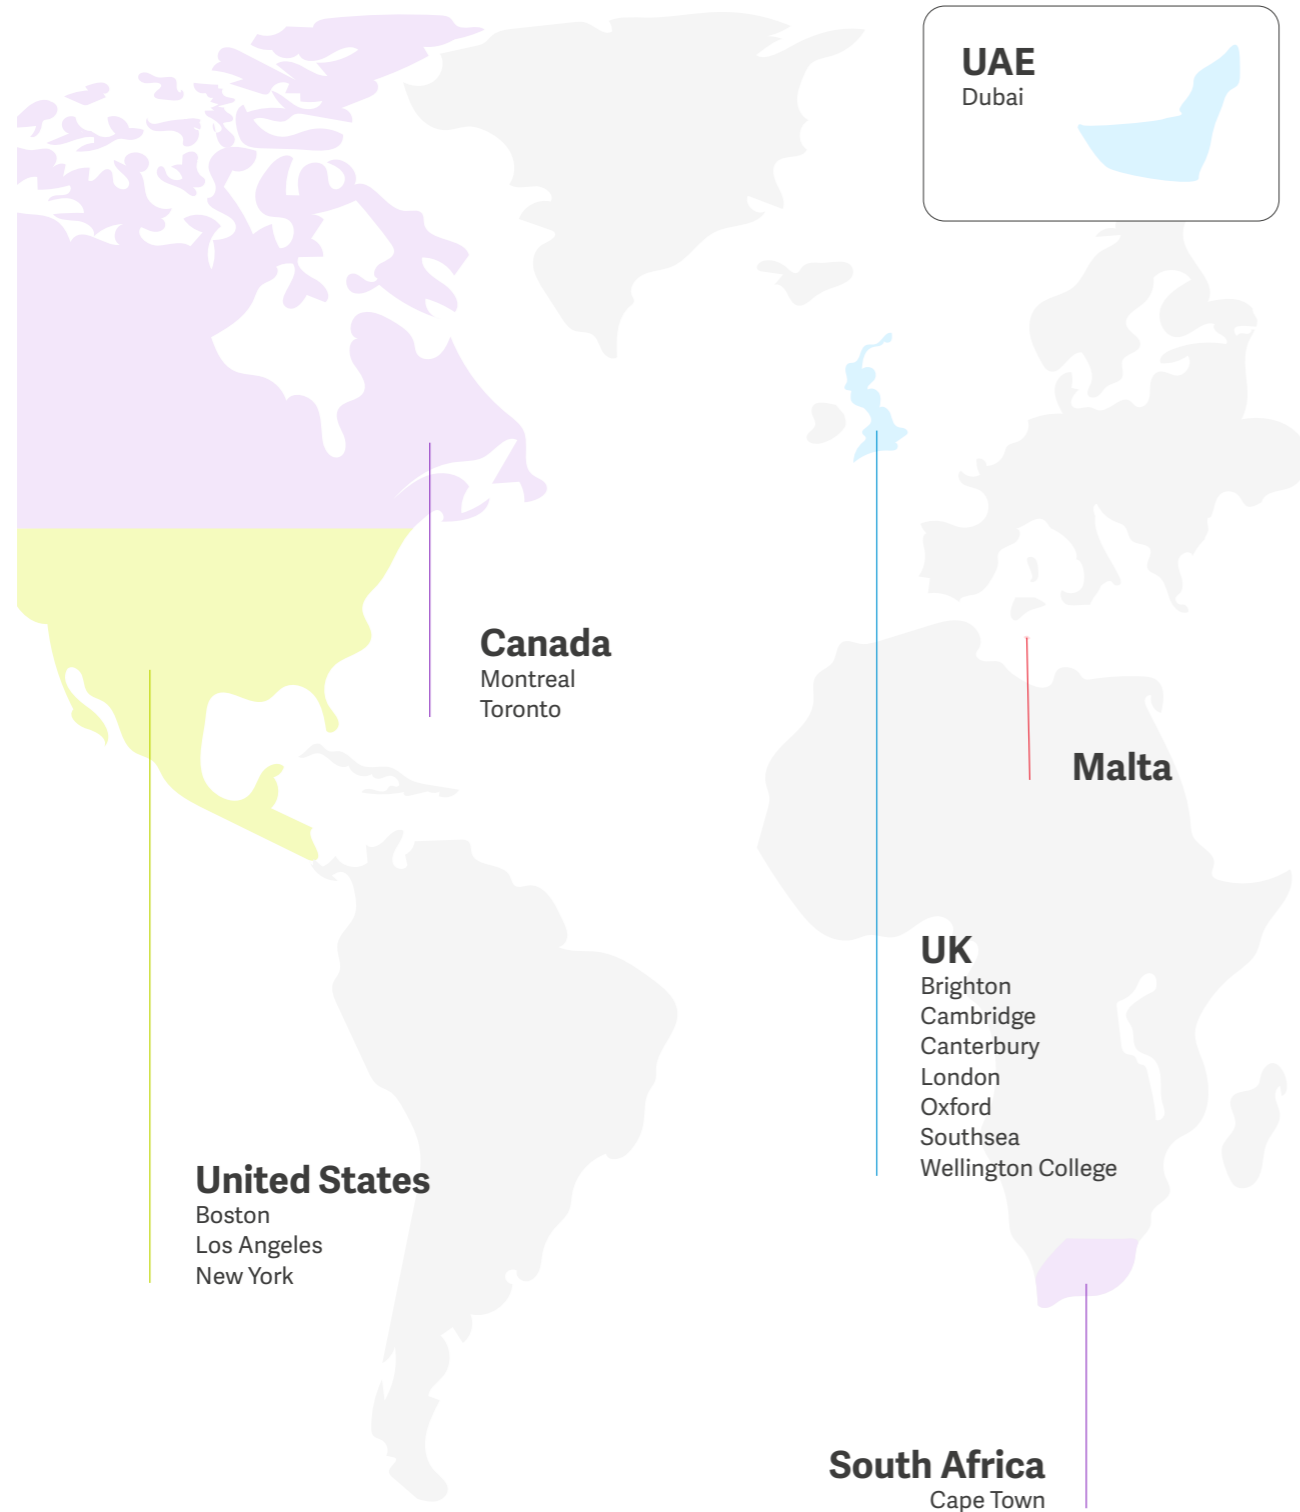 UAE
Dubai
Canada
Montreal
Toronto
Malta
UK
Brighton
Cambridge
Canterbury
London
Oxford
Southsea
Wellington College
United States
Boston
Los Angeles
New York
South Africa
Cape Town